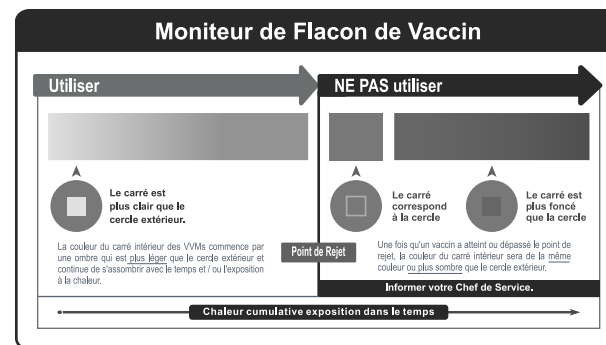 Moniteur de Flacon de Vaccin
Utiliser
NE PAS utiliser
Le carré est
plus clair que le
cercle extérieur.
Le carré
correspond
à la cercle
Le carré est
plus foncé
que la cercle
La couleur du carré intérieur des VVMs commence par
une ombre qui est plus léger que le cercle extérieur et
continue de s'assombrir avec le temps et / ou l'exposition
à la chaleur.
Point de Rejet
Une fois qu'un vaccin a atteint ou dépassé le point de
rejet, la couleur du carré intérieur sera de la même
couleur ou plus sombre que le cercle extérieur.
Informer votre Chef de Service.
Chaleur cumulative exposition dans le temps